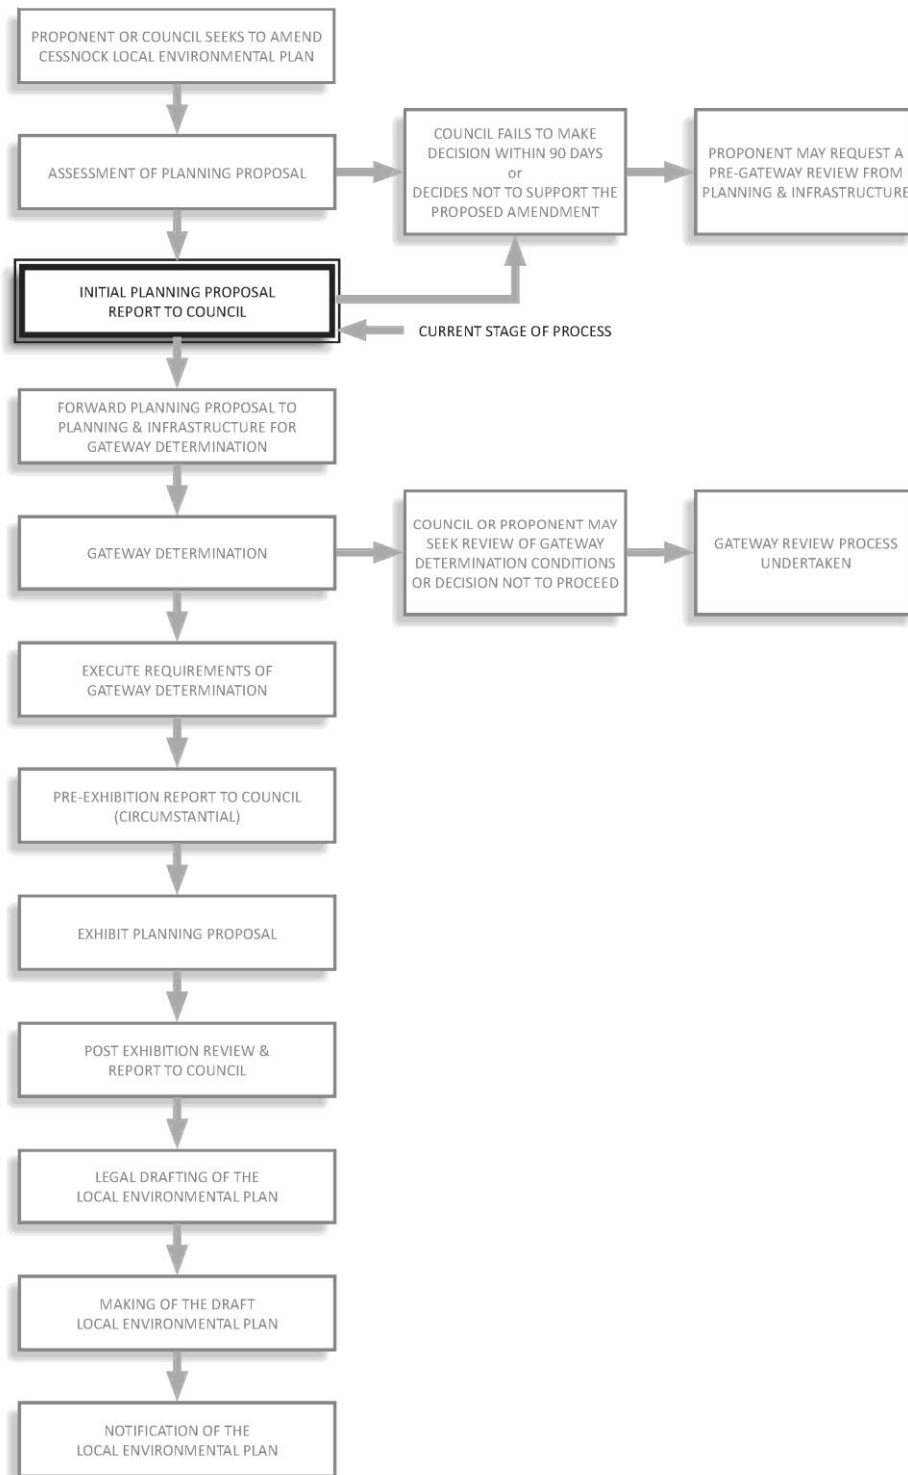 PROPONENT OR COUNCIL SEEKS TO AMEND
CESSNOCK LOCAL ENVIRONMENTAL PLAN
ASSESSMENT OF PLANNING PROPOSAL
COUNCIL FAILS TO MAKE
DECISION WITHIN 90 DAYS
or
DECIDES NOT TO SUPPORT THE
PROPOSED AMENDMENT
PROPONENT MAY REQUEST A
PRE-GATEWAY REVIEW FROM
PLANNING & INFRASTRUCTURE
INITIAL PLANNING PROPOSAL
REPORT TO COUNCIL
CURRENT STAGE OF PROCESS
FORWARD PLANNING PROPOSAL TO
PLANNING & INFRASTRUCTURE FOR
GATEWAY DETERMINATION
GATEWAY DETERMINATION
COUNCIL OR PROPONENT MAY
SEEK REVIEW OF GATEWAY
DETERMINATION CONDITIONS
OR DECISION NOT TO PROCEED
GATEWAY REVIEW PROCESS
UNDERTAKEN
EXECUTE REQUIREMENTS OF
GATEWAY DETERMINATION
PRE-EXHIBITION REPORT TO COUNCIL
(CIRCUMSTANTIAL)
EXHIBIT PLANNING PROPOSAL
POST EXHIBITION REVIEW &
REPORT TO COUNCIL
LEGAL DRAFTING OF THE
LOCAL ENVIRONMENTAL PLAN
MAKING OF THE DRAFT
LOCAL ENVIRONMENTAL PLAN
NOTIFICATION OF THE
LOCAL ENVIRONMENTAL PLAN